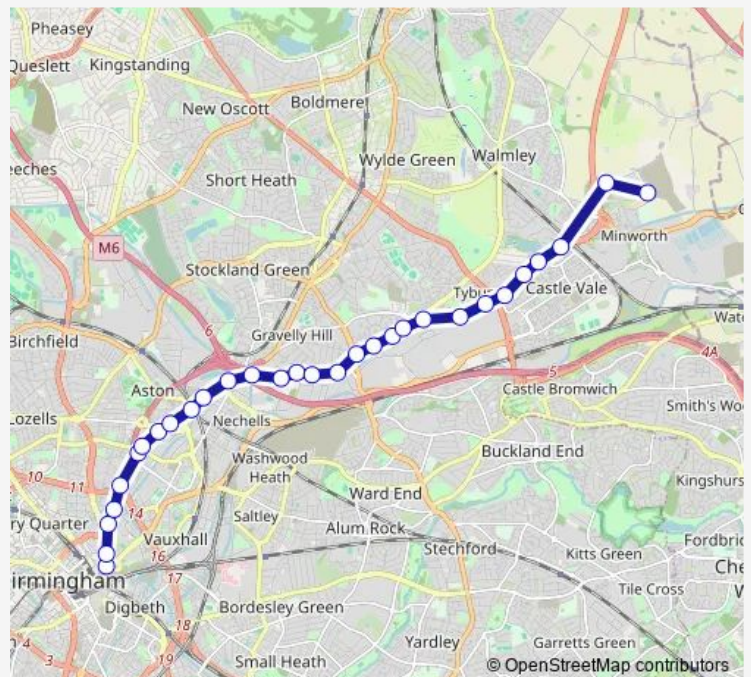 Pheasey
Queslett
Kingstanding
New Oscott
Boldmere
eeches
Wylde Green
Walmley
Short Heath
M6
Minworth
Stockland Green
Tybu
Castle Vale
6
Gravelly Hill
Wate
Birchfield
4A
5
Aston
Castle Bromwich
Lozells
Nechells
Smith's Wo
Buckland End
Washwood
Heath
10
11
Ward End
Kingshurs
ry Quarter
14
Saltley
Alum Rock
Vauxhall
Stechford
Fordbri
16
Kitts Green
Che
irmingham
17
Tile Cross
Digbeth
Bordesley Green
18
4
Yardley
Garretts Green
3
19
Small Heath
© OpenStreetMap contributors